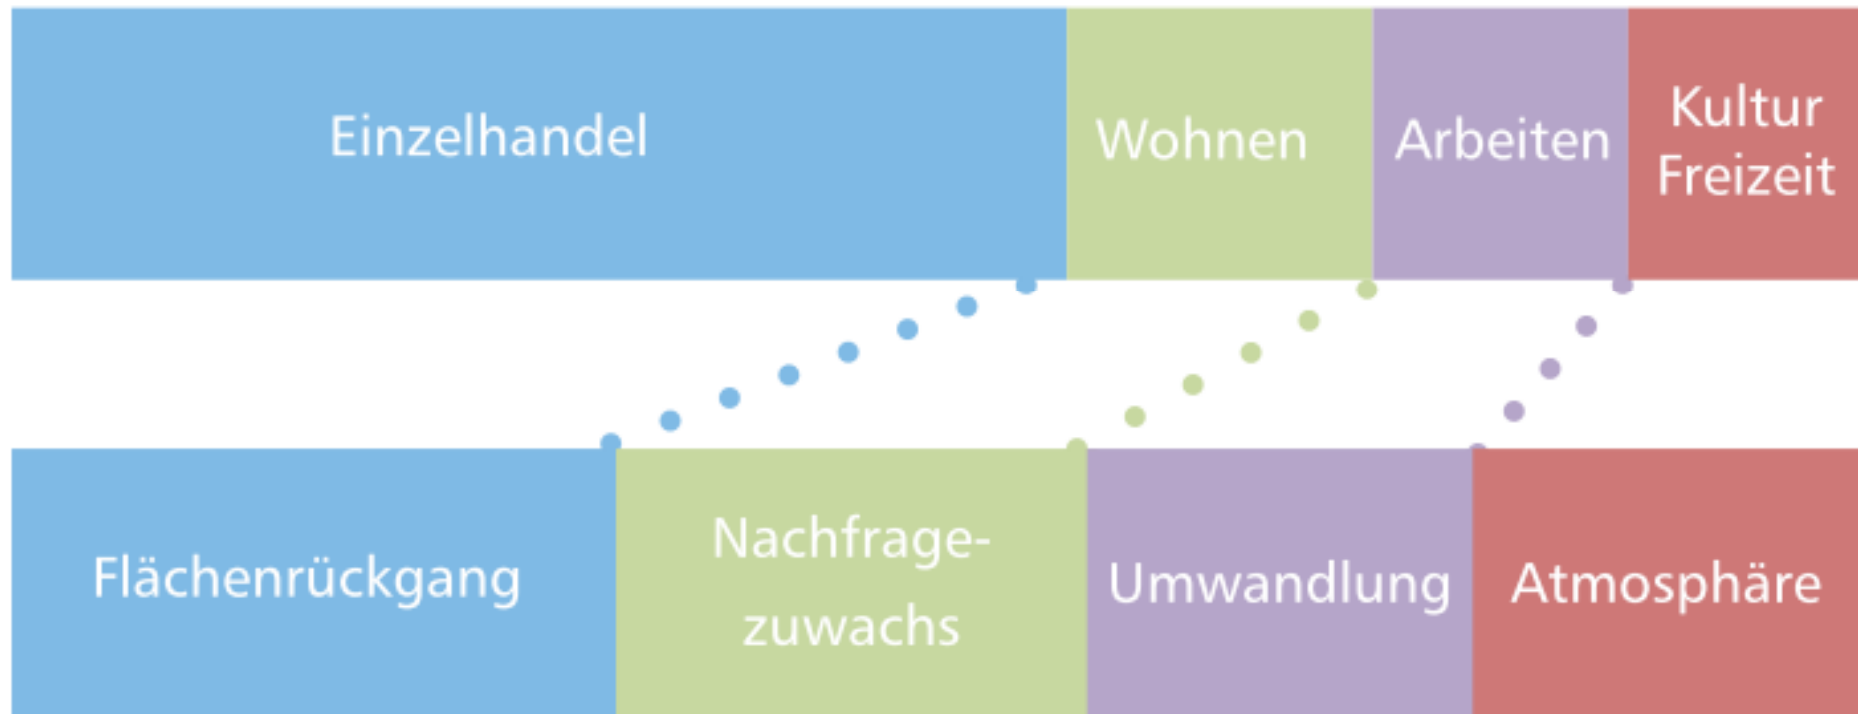 Einzelhandel
Wohnen
Arbeiten
Kultur
Freizeit
Flächenrückgang
Nachfrage-
zuwachs
Umwandlung
Atmosphäre